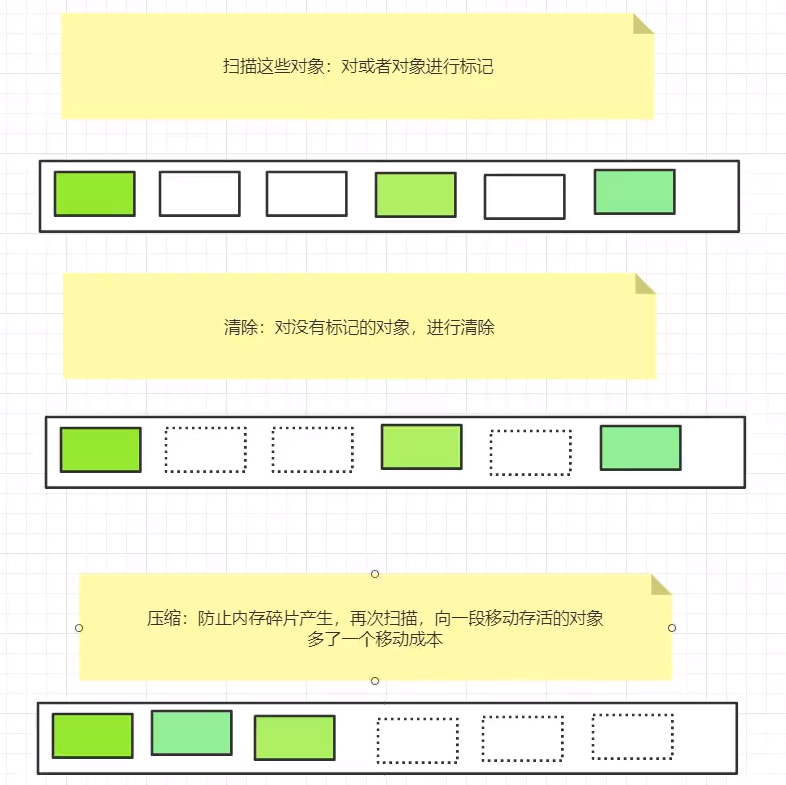 扫描这些对象：对或者对象进行标记
清除：对没有标记的对象，进行清除
压缩：防止内存碎片产生，再次扫描，向一段移动存活的对象
多了一个移动成本